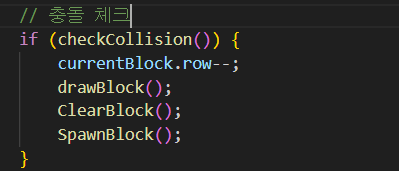 // 충돌 체크
if (checkCollision()) {
    currentBlock.row--;
    drawBlock();
    ClearBlock();
    SpawnBlock();
}